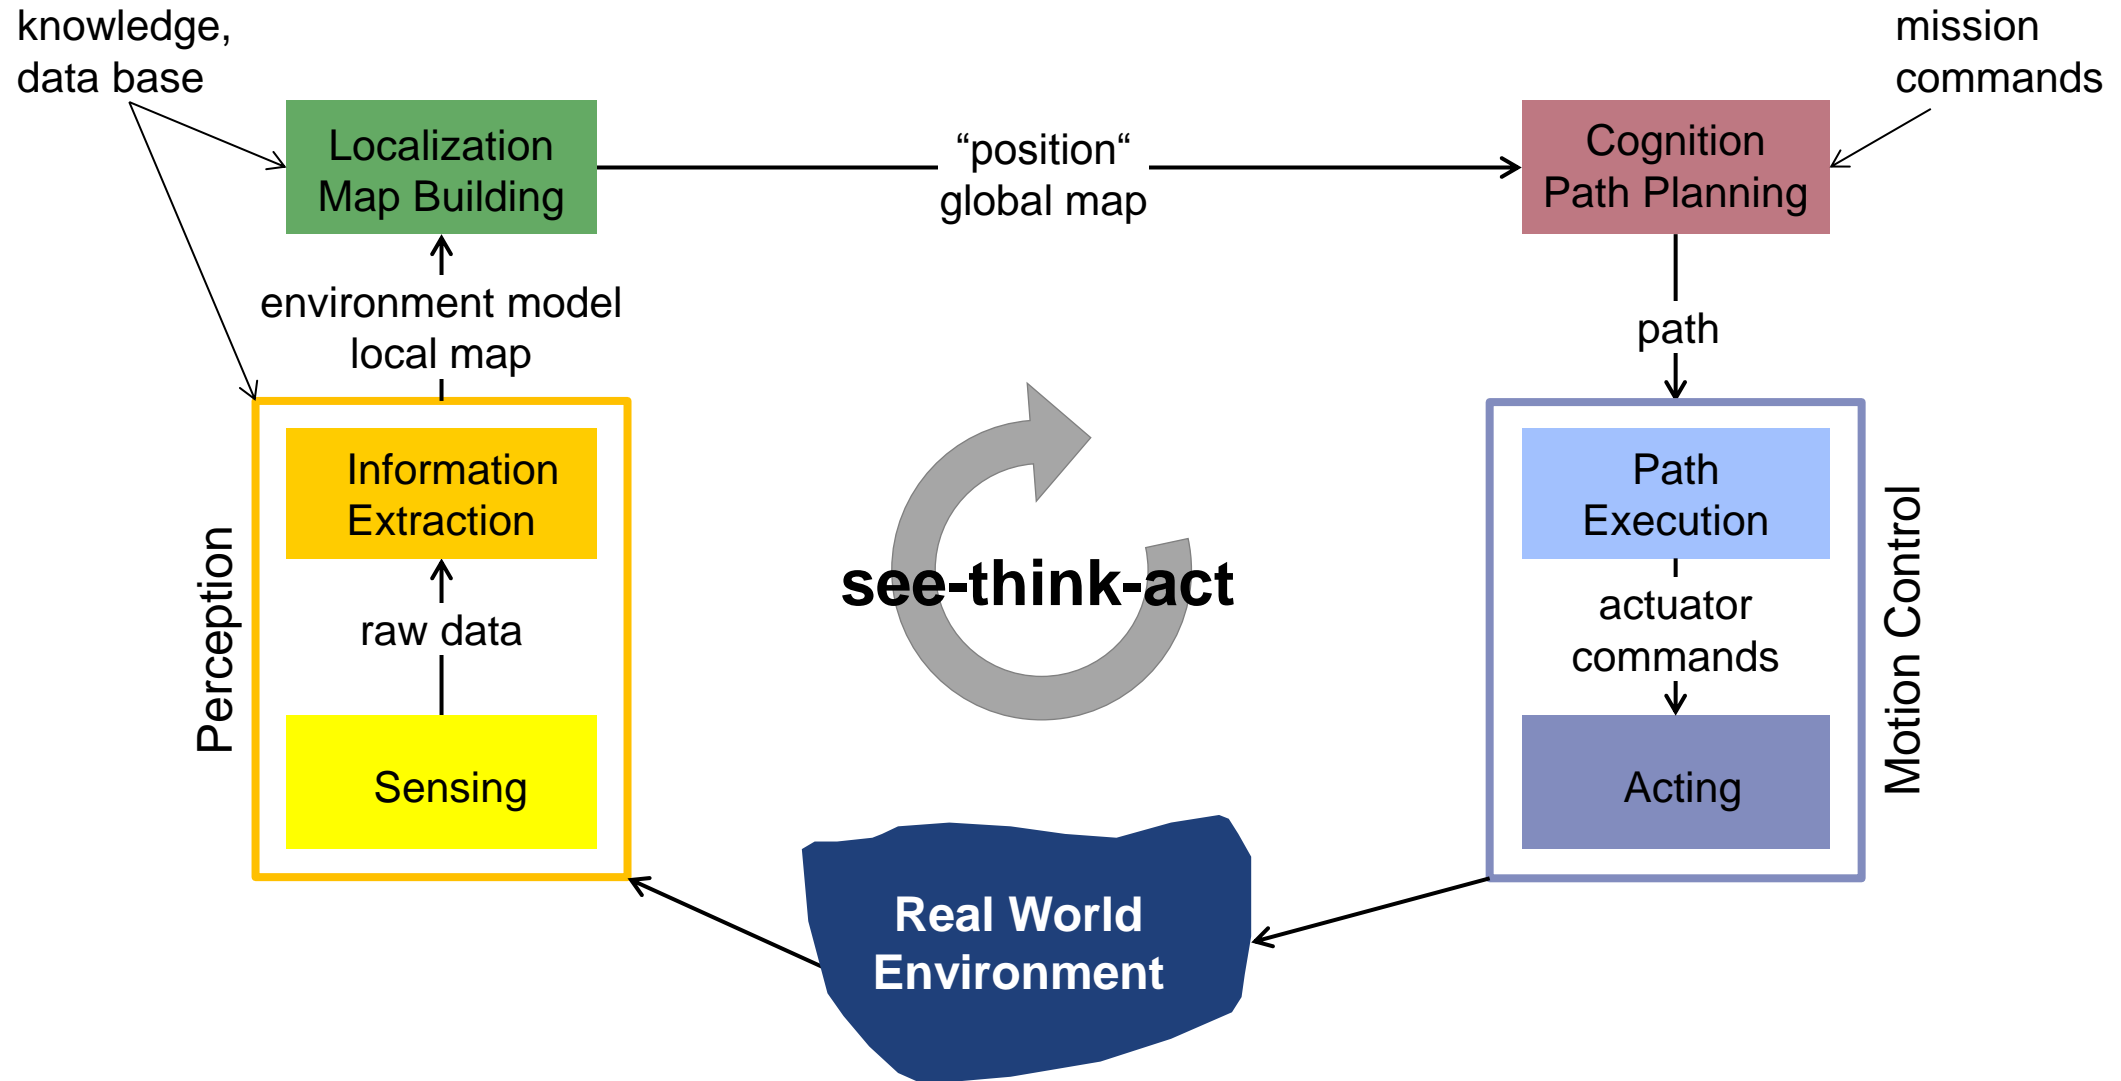 knowledge,
data base
mission
commands
Localization
Map Building
“position“
global map
Cognition
Path Planning
environment model
local map
path
Information
Extraction
raw data
Sensing
Perception
see-think-act
Path
Execution
actuator
commands
Acting
Motion Control
Real World
Environment